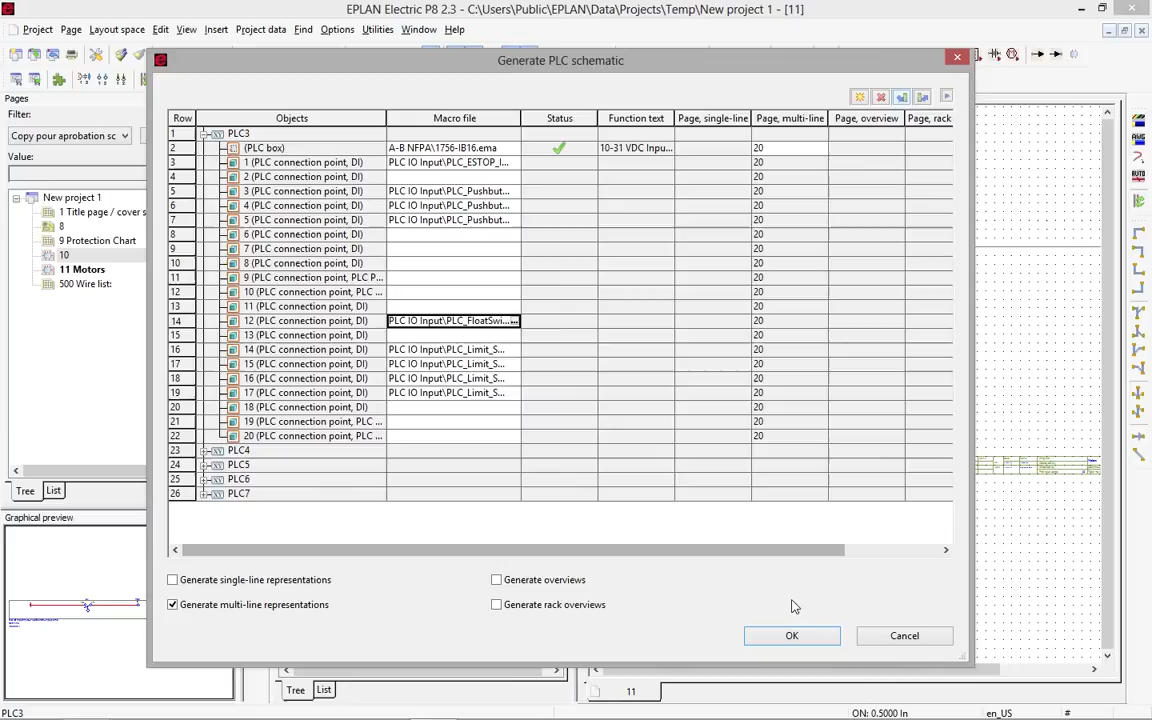 EPLAN Electric P8 2.3 - C:\Users\Public\EPLAN\Data\Projects\Temp\New project 1 - [11]
Project Page Layout space Edit View Insert Project data Find Options Utilities Window Help
Generate PLC schematic
Pages
Filter:
Copy pour aprobation sc
Value:
New project 1
1 Title page / cover s
8
9 Protection Chart
10
11 Motors
500 Wire list:
Tree List
Graphical preview
Row Objects Macro file Status Function text Page, single-line Page, multi-line Page, overview Page, rack
1 PLC3
2 (PLC box) A-B NFPA\1756-IB16.ema 10-31 VDC Inpu... 20
3 1 (PLC connection point, DI) PLC IO Input\PLC_ESTOP_I... 20
4 2 (PLC connection point, DI) 20
5 3 (PLC connection point, DI) PLC IO Input\PLC_Pushbut... 20
6 4 (PLC connection point, DI) PLC IO Input\PLC_Pushbut... 20
7 5 (PLC connection point, DI) PLC IO Input\PLC_Pushbut... 20
8 6 (PLC connection point, DI) 20
9 7 (PLC connection point, DI) 20
10 8 (PLC connection point, DI) 20
11 9 (PLC connection point, PLC P... 20
12 10 (PLC connection point, PLC ... 20
13 11 (PLC connection point, DI) 20
14 12 (PLC connection point, DI) PLC IO Input\PLC_FloatSwi... ... 20
15 13 (PLC connection point, DI) 20
16 14 (PLC connection point, DI) PLC IO Input\PLC_Limit_S... 20
17 15 (PLC connection point, DI) PLC IO Input\PLC_Limit_S... 20
18 16 (PLC connection point, DI) PLC IO Input\PLC_Limit_S... 20
19 17 (PLC connection point, DI) PLC IO Input\PLC_Limit_S... 20
20 18 (PLC connection point, DI) 20
21 19 (PLC connection point, PLC ... 20
22 20 (PLC connection point, PLC ... 20
23 PLC4
24 PLC5
25 PLC6
26 PLC7
Generate single-line representations
Generate overviews
Generate multi-line representations
Generate rack overviews
OK Cancel
Tree List
11
PLC3
ON: 0.5000 In
en_US
#